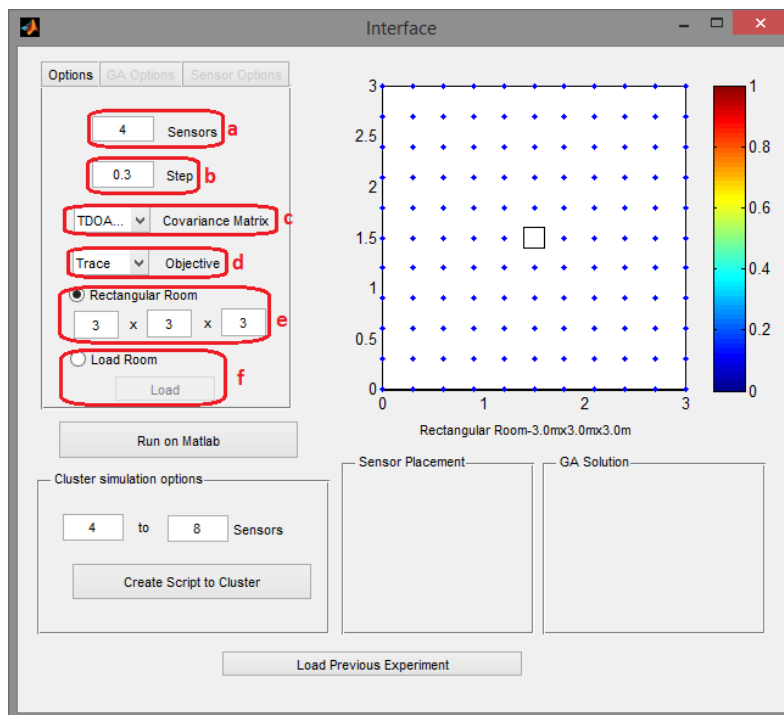 Interface
Options GA Options Sensor Options
4 Sensors a
0.3 Step b
TDOA... Covariance Matrix c
Trace Objective d
Rectangular Room
3 x 3 x 3 e
Load Room
Load f
Run on Matlab
3
2.5
2
1.5
1
0.5
0
0 1 2 3
Rectangular Room-3.0mx3.0mx3.0m
1
0.8
0.6
0.4
0.2
0
Cluster simulation options
4 to 8 Sensors
Create Script to Cluster
Sensor Placement
GA Solution
Load Previous Experiment